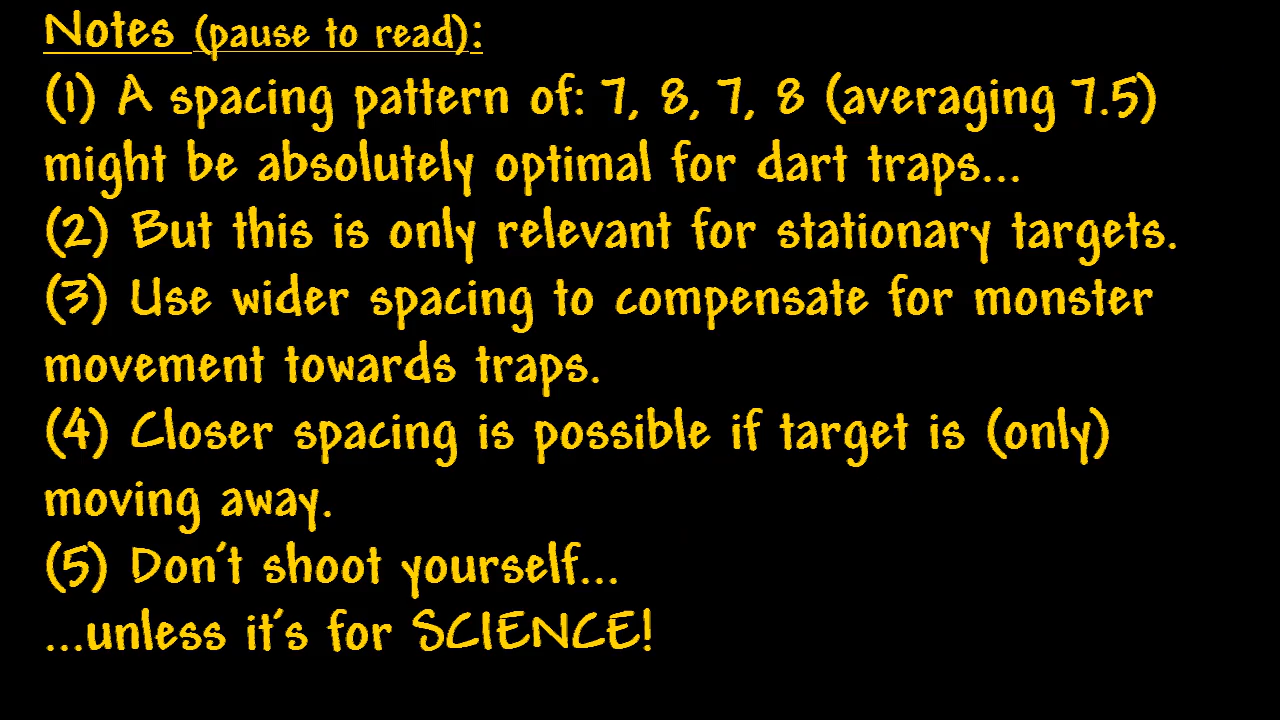 Notes (pause to read):
(1) A spacing pattern of: 7, 8, 7, 8 (averaging 7.5)
might be absolutely optimal for dart traps...
(2) But this is only relevant for stationary targets.
(3) Use wider spacing to compensate for monster
movement towards traps.
(4) Closer spacing is possible if target is (only)
moving away.
(5) Don't shoot yourself...
...unless it's for SCIENCE!